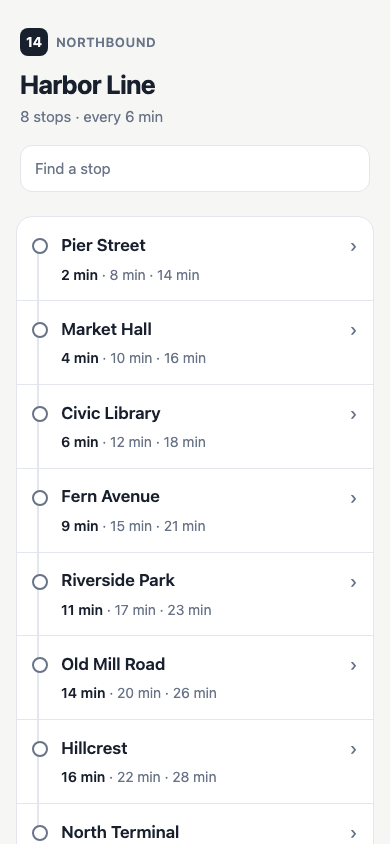 14 NORTHBOUND
Harbor Line
8 stops · every 6 min
Find a stop
Pier Street
2 min · 8 min · 14 min
Market Hall
4 min · 10 min · 16 min
Civic Library
6 min · 12 min · 18 min
Fern Avenue
9 min · 15 min · 21 min
Riverside Park
11 min · 17 min · 23 min
Old Mill Road
14 min · 20 min · 26 min
Hillcrest
16 min · 22 min · 28 min
North Terminal